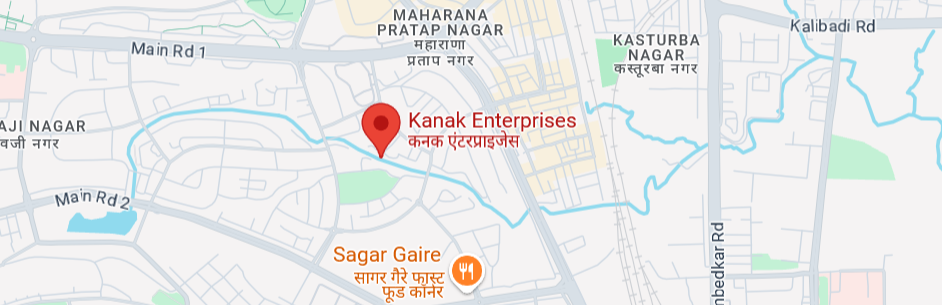 MAHARANA
PRATAP NAGAR
महाराणा
प्रताप नगर
Main Rd 1
Kalibadi Rd
KASTURBA
NAGAR
कस्तूरबा नगर
Kanak Enterprises
कनक एंटरप्राइजेस
AJI NAGAR
वजी नगर
Main Rd 2
Sagar Gaire
सागर गैरे फास्ट
फूड कॉर्नर
nbedkar Rd